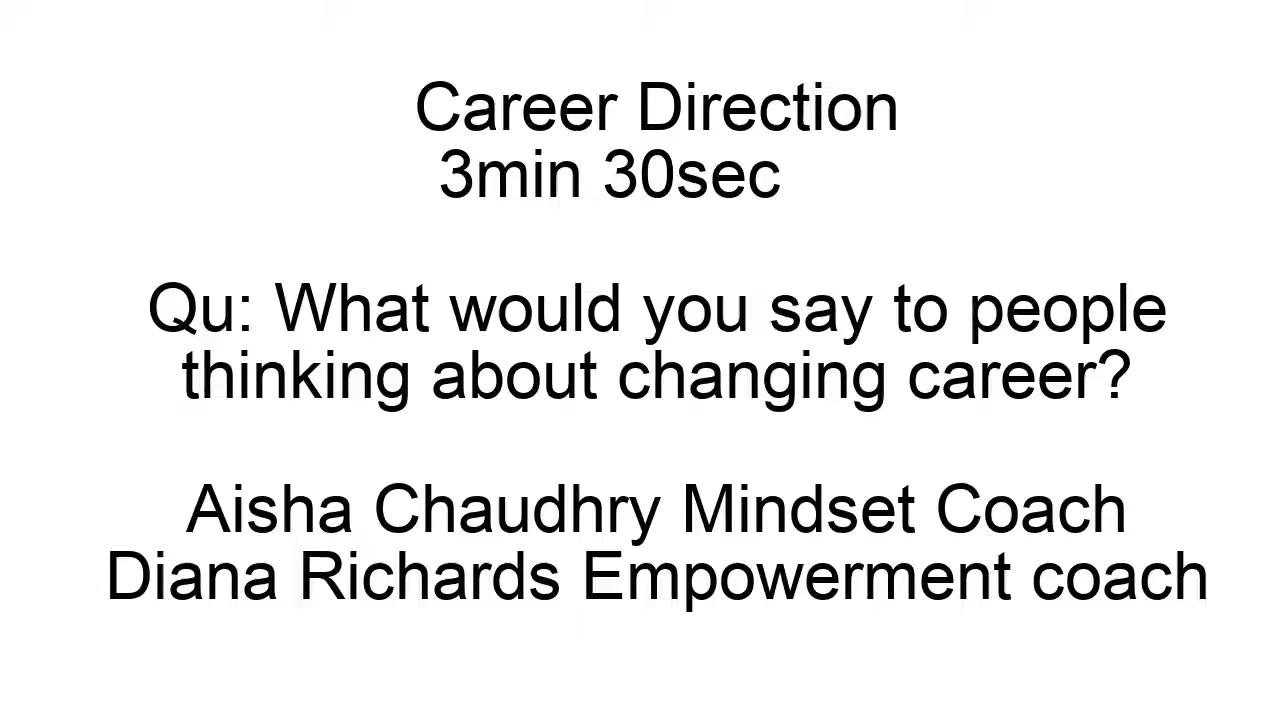 Career Direction
3min 30sec
Qu: What would you say to people
thinking about changing career?
Aisha Chaudhry Mindset Coach
Diana Richards Empowerment coach